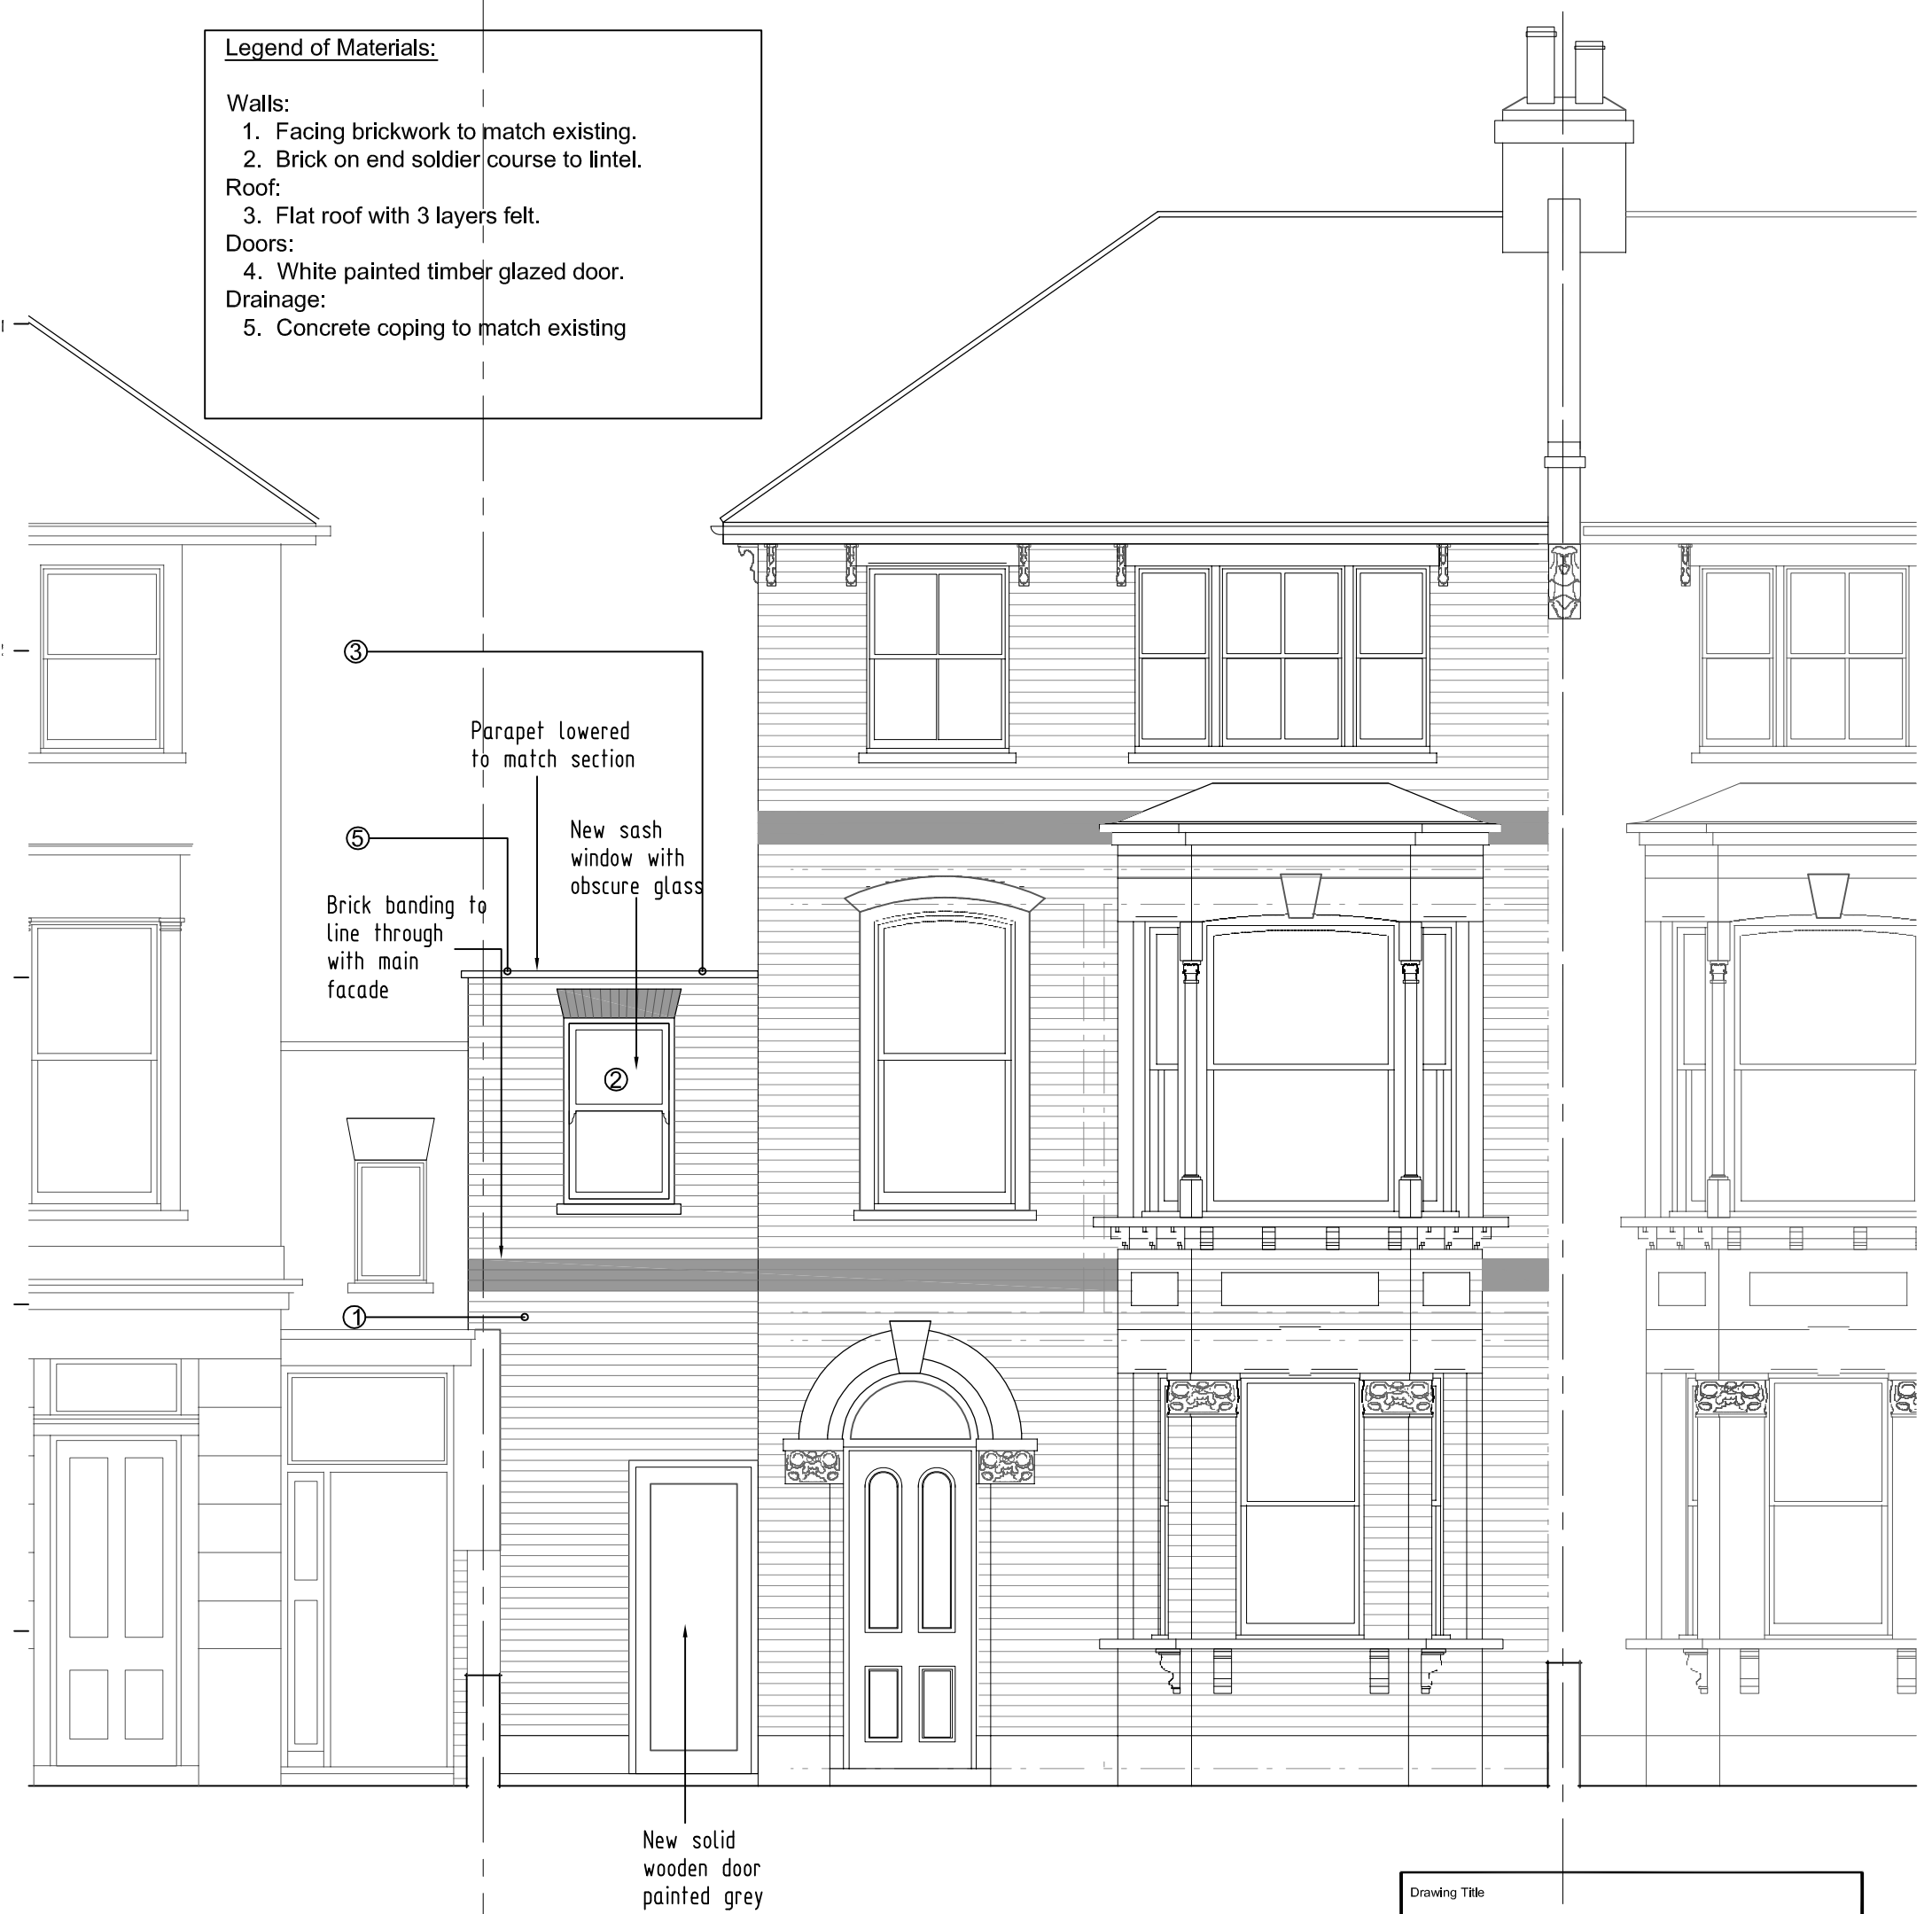 Legend of Materials:
Walls:
1. Facing brickwork to match existing.
2. Brick on end soldier course to lintel.
Roof:
3. Flat roof with 3 layers felt.
Doors:
4. White painted timber glazed door.
Drainage:
5. Concrete coping to match existing
3
Parapet lowered
to match section
5
New sash
window with
obscure glass
Brick banding to
line through
with main
facade
2
1
New solid
wooden door
painted grey
Drawing Title